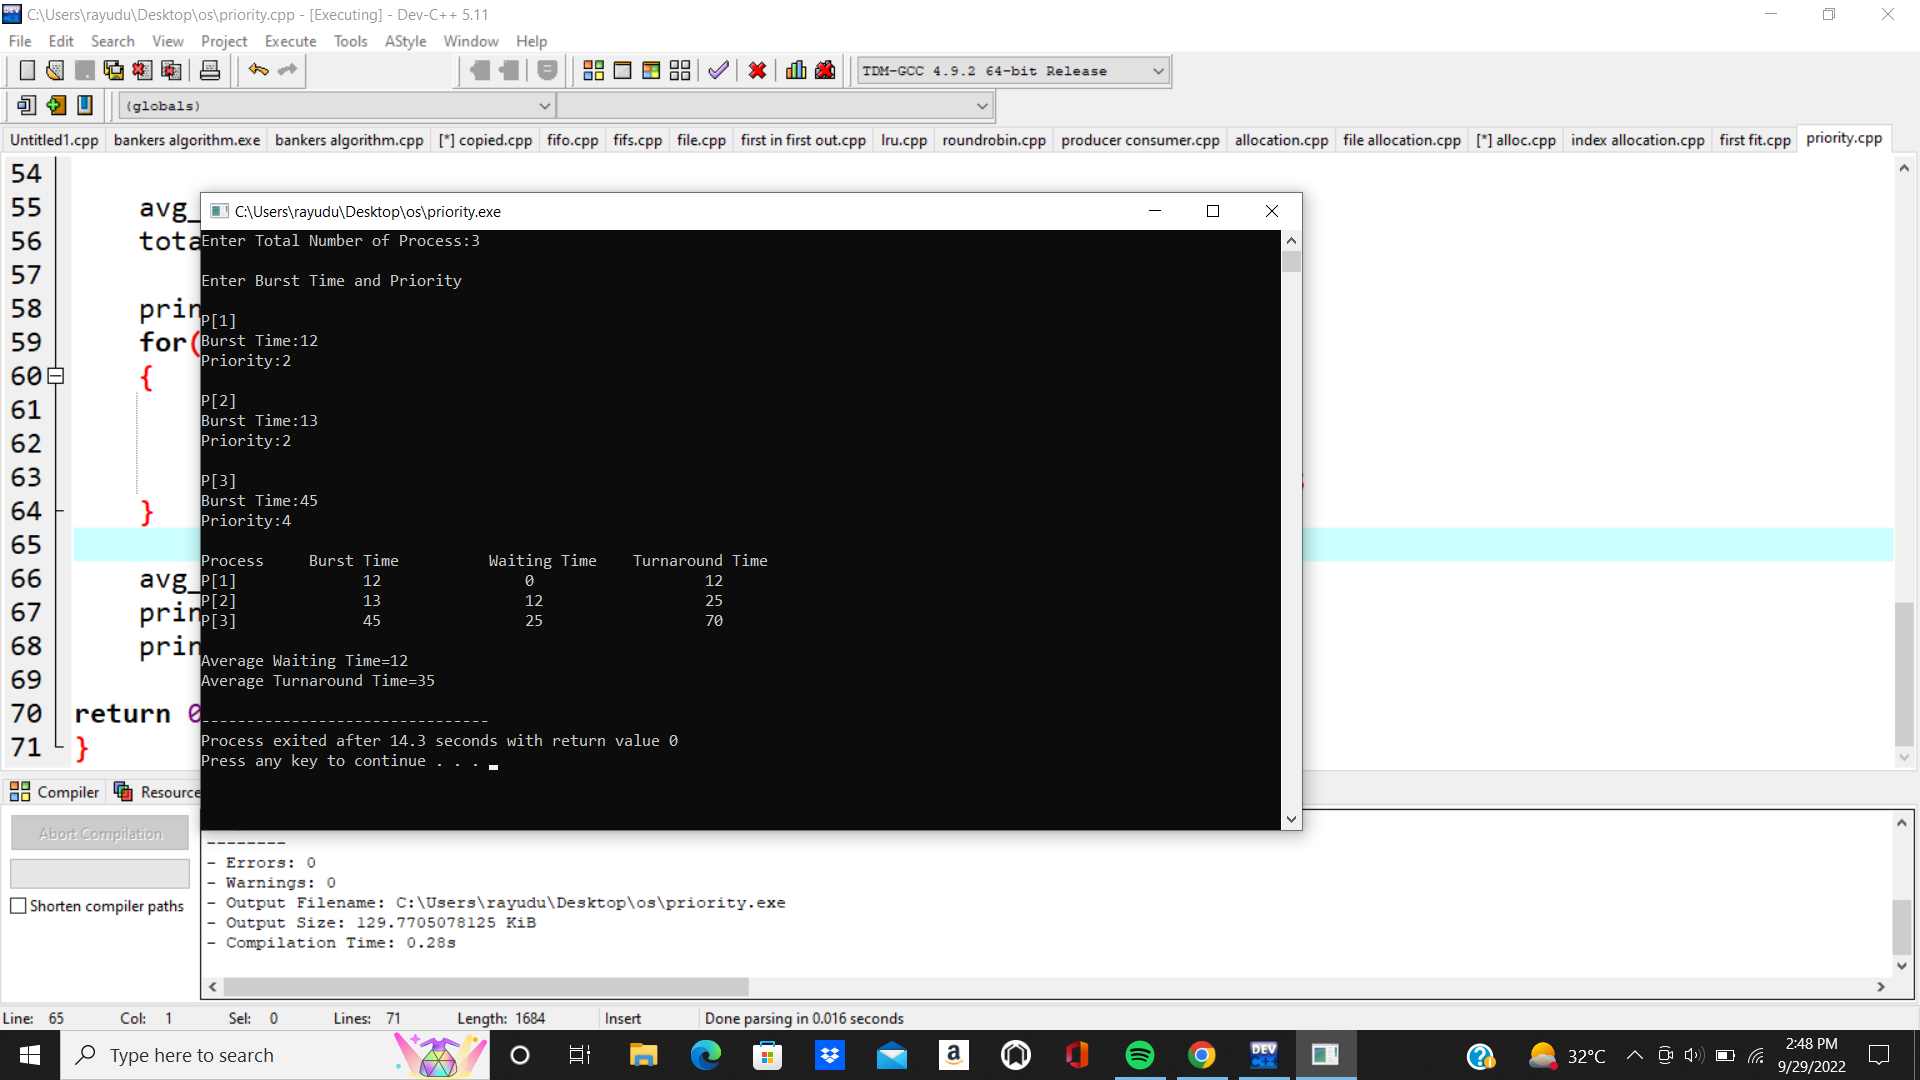 C:\Users\rayudu\Desktop\os\priority.cpp - [Executing] - Dev-C++ 5.11
File Edit Search View Project Execute Tools AStyle Window Help
TDM-GCC 4.9.2 64-bit Release
(globals)
Untitled1.cpp bankers algorithm.exe bankers algorithm.cpp [*] copied.cpp fifo.cpp fifs.cpp file.cpp first in first out.cpp lru.cpp roundrobin.cpp producer consumer.cpp allocation.cpp file allocation.cpp [*] alloc.cpp index allocation.cpp first fit.cpp priority.cpp
54
55 avg_
56 tota
57
58 prin
59 for(
60 {
61
62
63
64 }
65
66 avg_
67 prin
68 prin
69
70 return 0
71 }
C:\Users\rayudu\Desktop\os\priority.exe
Enter Total Number of Process:3
Enter Burst Time and Priority
P[1]
Burst Time:12
Priority:2
P[2]
Burst Time:13
Priority:2
P[3]
Burst Time:45
Priority:4
Process Burst Time Waiting Time Turnaround Time
P[1] 12 0 12
P[2] 13 12 25
P[3] 45 25 70
Average Waiting Time=12
Average Turnaround Time=35
--------------------------------
Process exited after 14.3 seconds with return value 0
Press any key to continue . . .
Compiler Resource
Abort Compilation
Shorten compiler paths
--------
- Errors: 0
- Warnings: 0
- Output Filename: C:\Users\rayudu\Desktop\os\priority.exe
- Output Size: 129.7705078125 KiB
- Compilation Time: 0.28s
Line: 65 Col: 1 Sel: 0 Lines: 71 Length: 1684 Insert Done parsing in 0.016 seconds
Type here to search
DEV C++
32°C
2:48 PM
9/29/2022